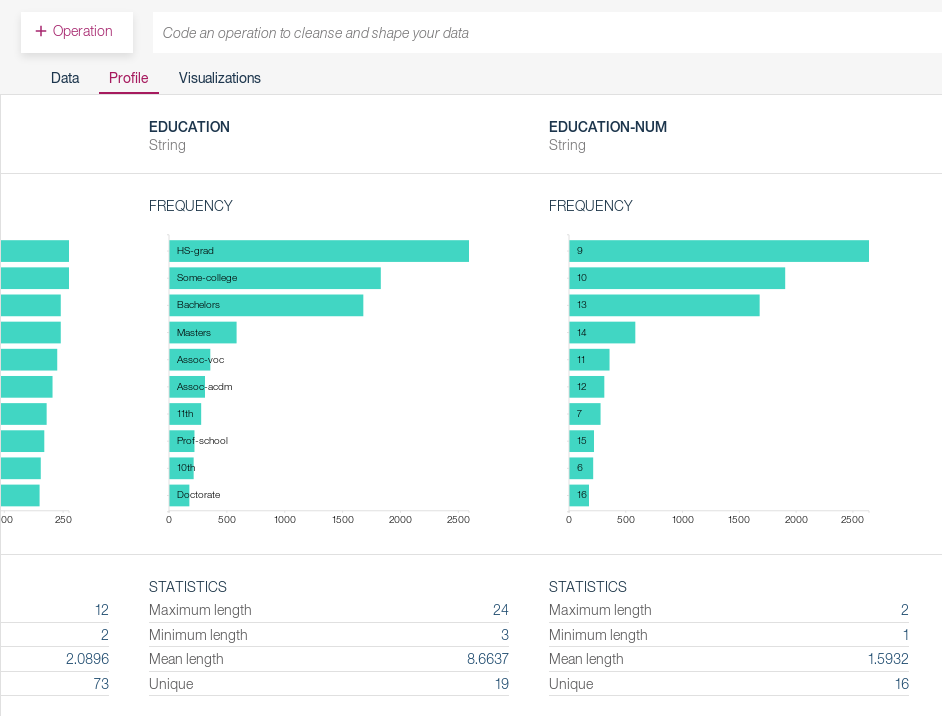 + Operation
Code an operation to cleanse and shape your data
Data Profile Visualizations
EDUCATION
String
EDUCATION-NUM
String
FREQUENCY
HS-grad
Some-college
Bachelors
Masters
Assoc-voc
Assoc-acdm
11th
Prof-school
10th
Doctorate
0 500 1000 1500 2000 2500
FREQUENCY
9
10
13
14
11
12
7
15
6
16
0 500 1000 1500 2000 2500
00 250
12
2
2.0896
73
STATISTICS
Maximum length 24
Minimum length 3
Mean length 8.6637
Unique 19
STATISTICS
Maximum length 2
Minimum length 1
Mean length 1.5932
Unique 16